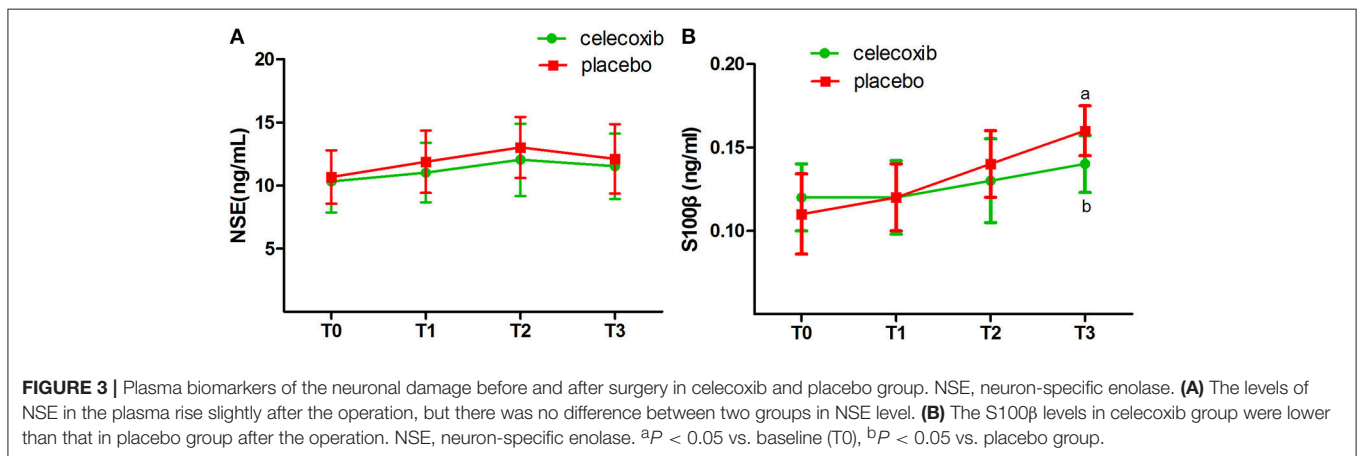 A
celecoxib
placebo
20
15
10
5
NSE(ng/mL)
T0 T1 T2 T3
B
celecoxib
placebo
0.20
0.15
0.10
S100β (ng/ml)
a
b
T0 T1 T2 T3
FIGURE 3 | Plasma biomarkers of the neuronal damage before and after surgery in celecoxib and placebo group. NSE, neuron-specific enolase. (A) The levels of
NSE in the plasma rise slightly after the operation, but there was no difference between two groups in NSE level. (B) The S100β levels in celecoxib group were lower
than that in placebo group after the operation. NSE, neuron-specific enolase. ᵃP < 0.05 vs. baseline (T0), ᵇP < 0.05 vs. placebo group.